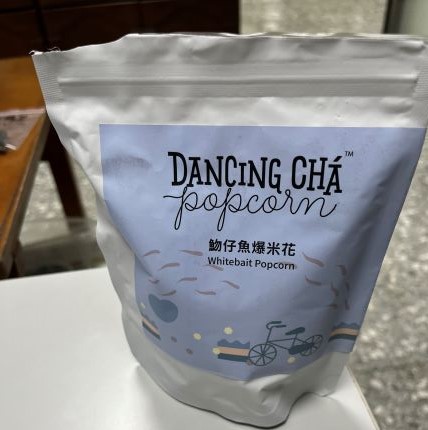 DANCING CHÁ™
popcorn
魩仔魚爆米花
Whitebait Popcorn